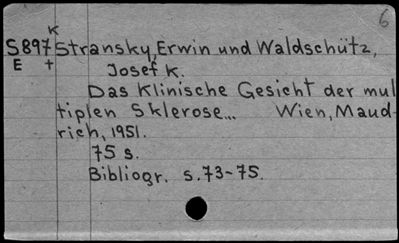 6
K
S897 Stransky, Erwin und Waldschütz,
E + Josef K.
Das Klinische Gesicht der mul
tiplen Sklerose... Wien, Maud-
rich, 1951.
75 s.
Bibliogr. s.73-75.